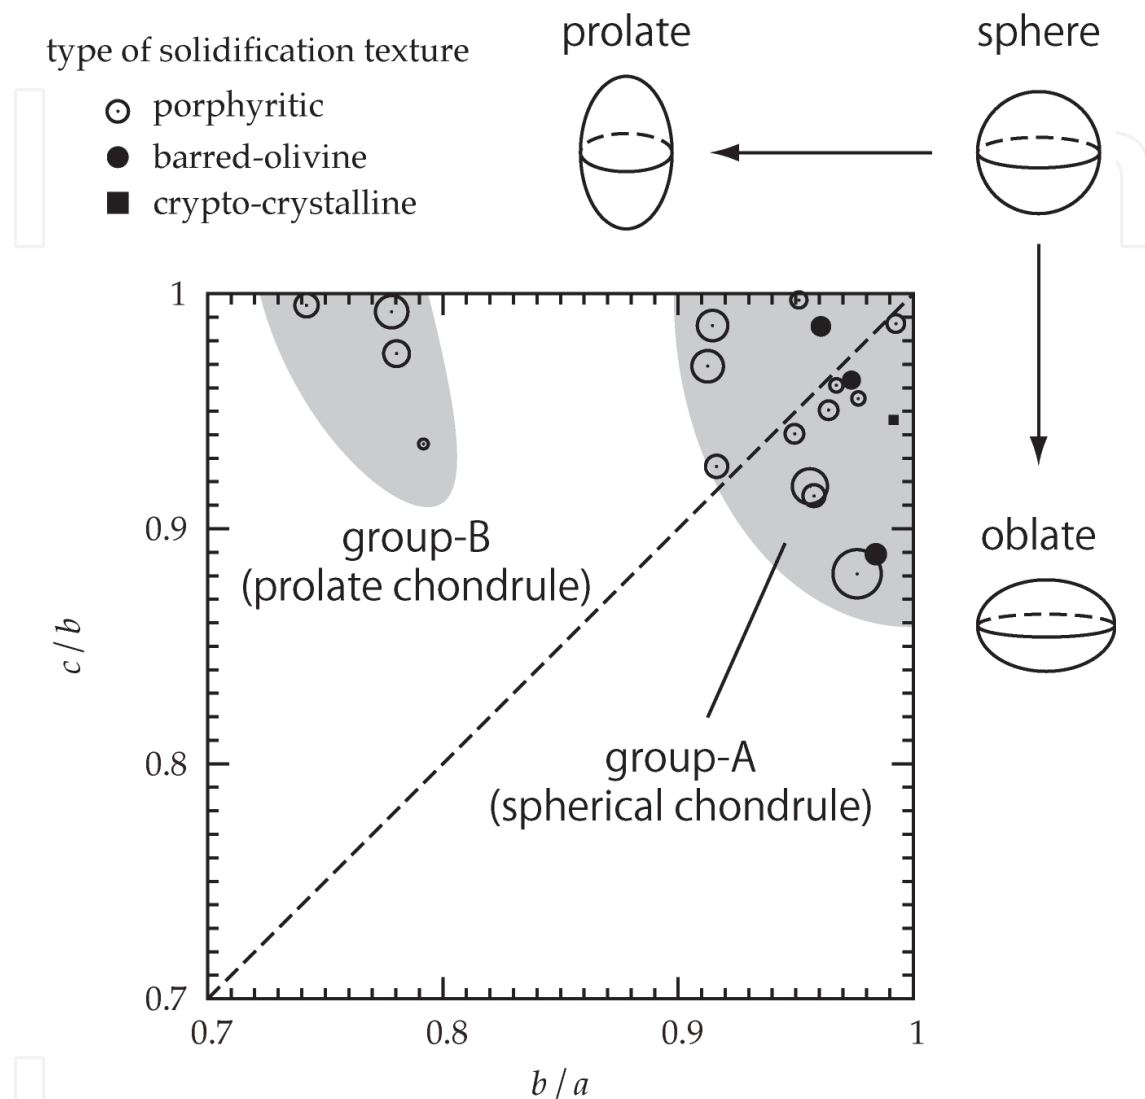 type of solidification texture
porphyritic
barred-olivine
crypto-crystalline
prolate
sphere
oblate
1
0.9
0.8
0.7
c / b
group-B
(prolate chondrule)
group-A
(spherical chondrule)
0.7
0.8
0.9
1
b / a